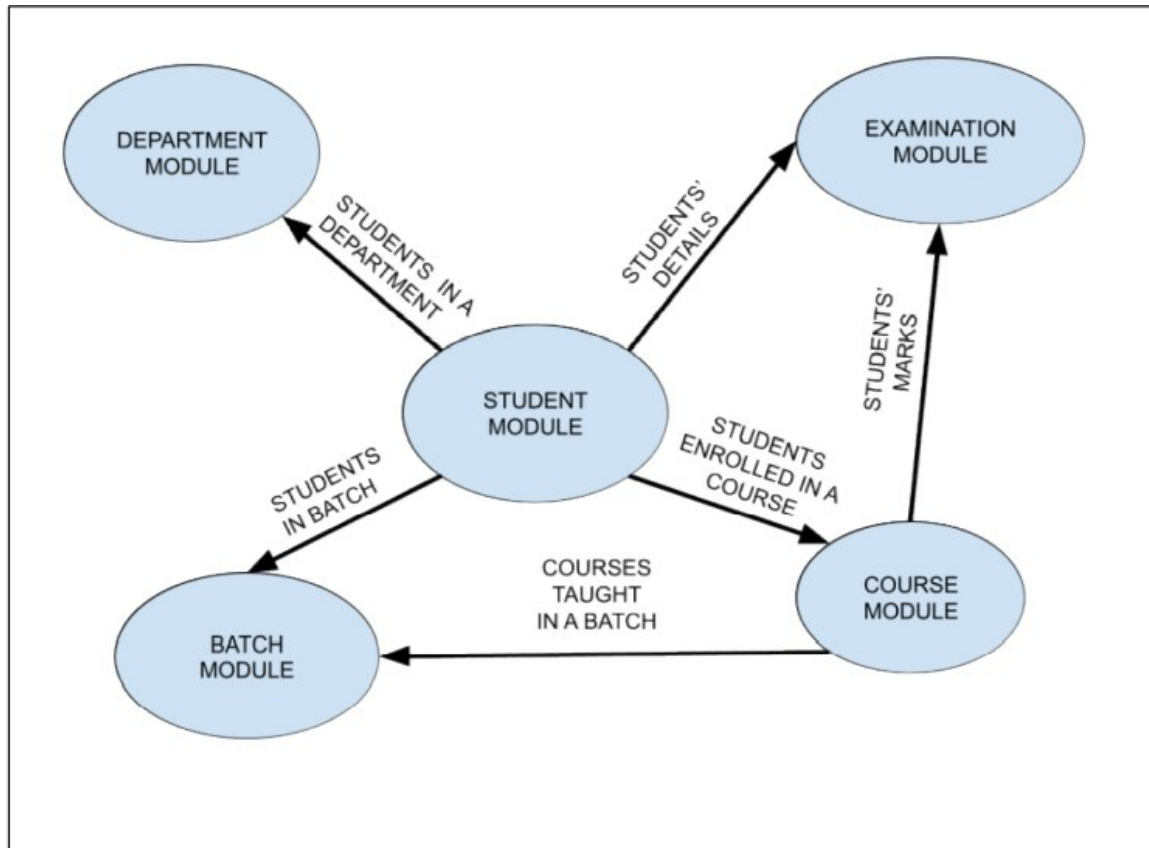 DEPARTMENT
MODULE
EXAMINATION
MODULE
STUDENTS IN A
DEPARTMENT
STUDENTS'
DETAILS
STUDENTS'
MARKS
STUDENT
MODULE
STUDENTS
IN BATCH
STUDENTS
ENROLLED IN A
COURSE
COURSES
TAUGHT
IN A BATCH
COURSE
MODULE
BATCH
MODULE